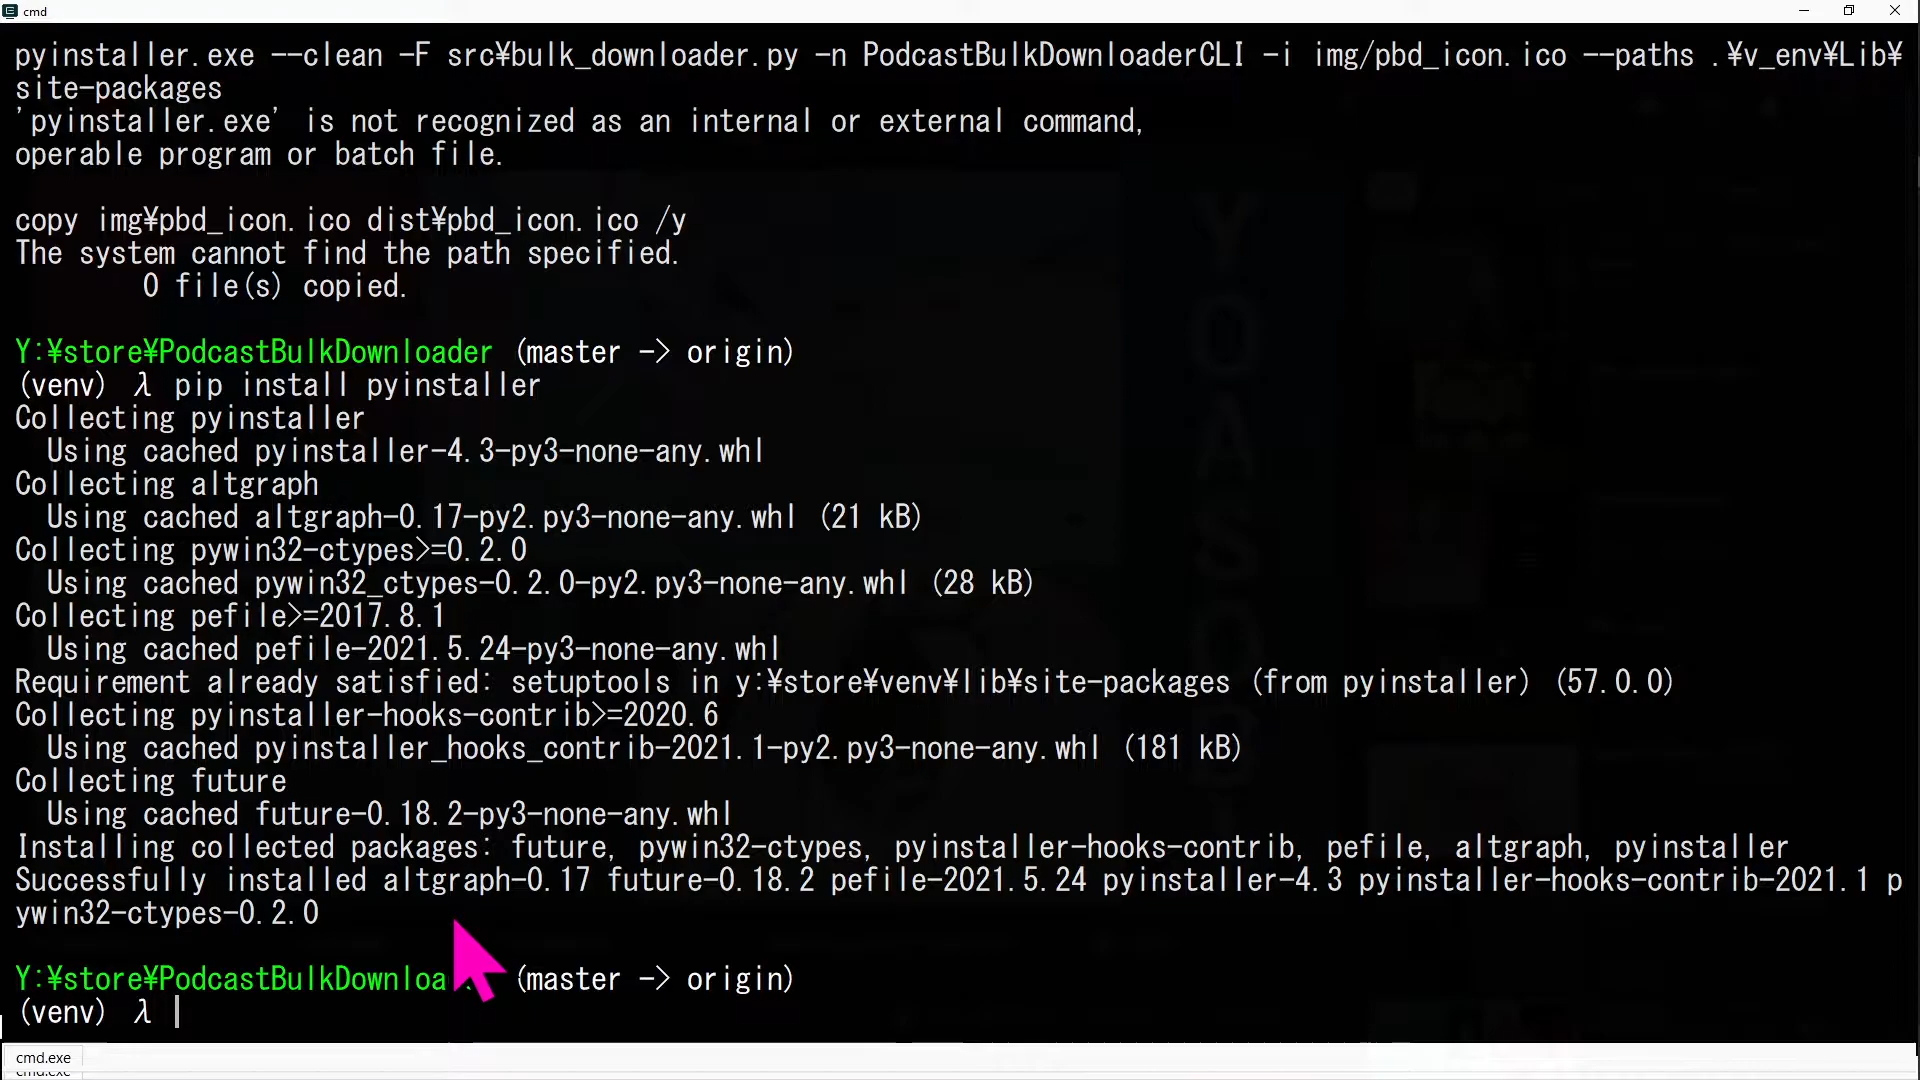 cmd
pyinstaller.exe --clean -F src¥bulk_downloader.py -n PodcastBulkDownloaderCLI -i img/pbd_icon.ico --paths .¥v_env¥Lib¥
site-packages
'pyinstaller.exe' is not recognized as an internal or external command,
operable program or batch file.
copy img¥pbd_icon.ico dist¥pbd_icon.ico /y
The system cannot find the path specified.
0 file(s) copied.
Y:¥store¥PodcastBulkDownloader (master -> origin)
(venv) λ pip install pyinstaller
Collecting pyinstaller
Using cached pyinstaller-4.3-py3-none-any.whl
Collecting altgraph
Using cached altgraph-0.17-py2.py3-none-any.whl (21 kB)
Collecting pywin32-ctypes>=0.2.0
Using cached pywin32_ctypes-0.2.0-py2.py3-none-any.whl (28 kB)
Collecting pefile>=2017.8.1
Using cached pefile-2021.5.24-py3-none-any.whl
Requirement already satisfied: setuptools in y:¥store¥venv¥lib¥site-packages (from pyinstaller) (57.0.0)
Collecting pyinstaller-hooks-contrib>=2020.6
Using cached pyinstaller_hooks_contrib-2021.1-py2.py3-none-any.whl (181 kB)
Collecting future
Using cached future-0.18.2-py3-none-any.whl
Installing collected packages: future, pywin32-ctypes, pyinstaller-hooks-contrib, pefile, altgraph, pyinstaller
Successfully installed altgraph-0.17 future-0.18.2 pefile-2021.5.24 pyinstaller-4.3 pyinstaller-hooks-contrib-2021.1 p
ywin32-ctypes-0.2.0
Y:¥store¥PodcastBulkDownloa (master -> origin)
(venv) λ
cmd.exe
cmd.exe
YOASOBI